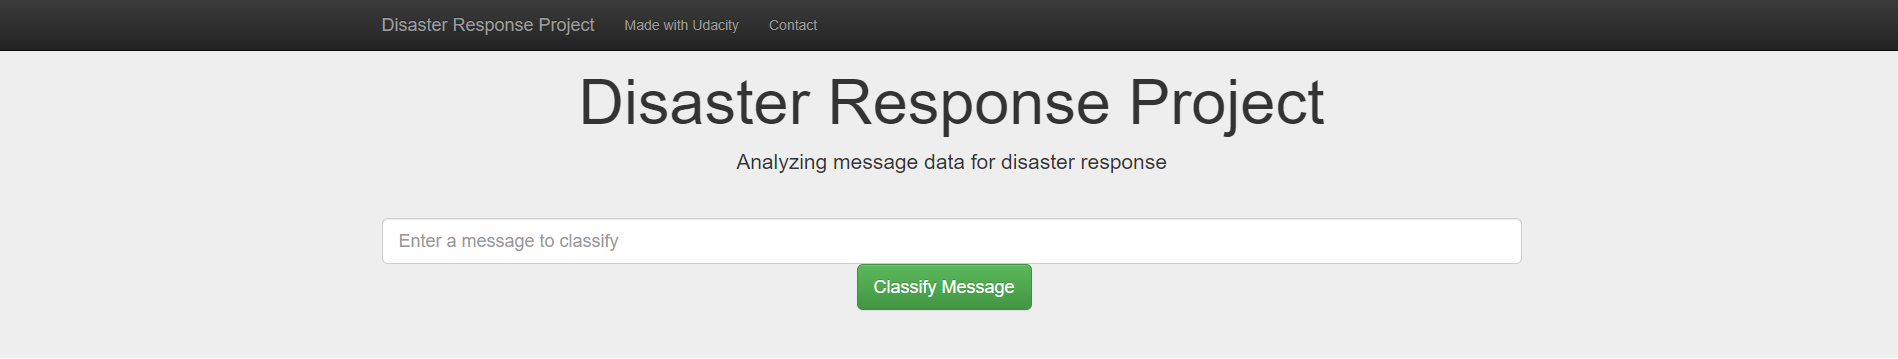 Disaster Response Project Made with Udacity Contact
Disaster Response Project
Analyzing message data for disaster response
Enter a message to classify
Classify Message